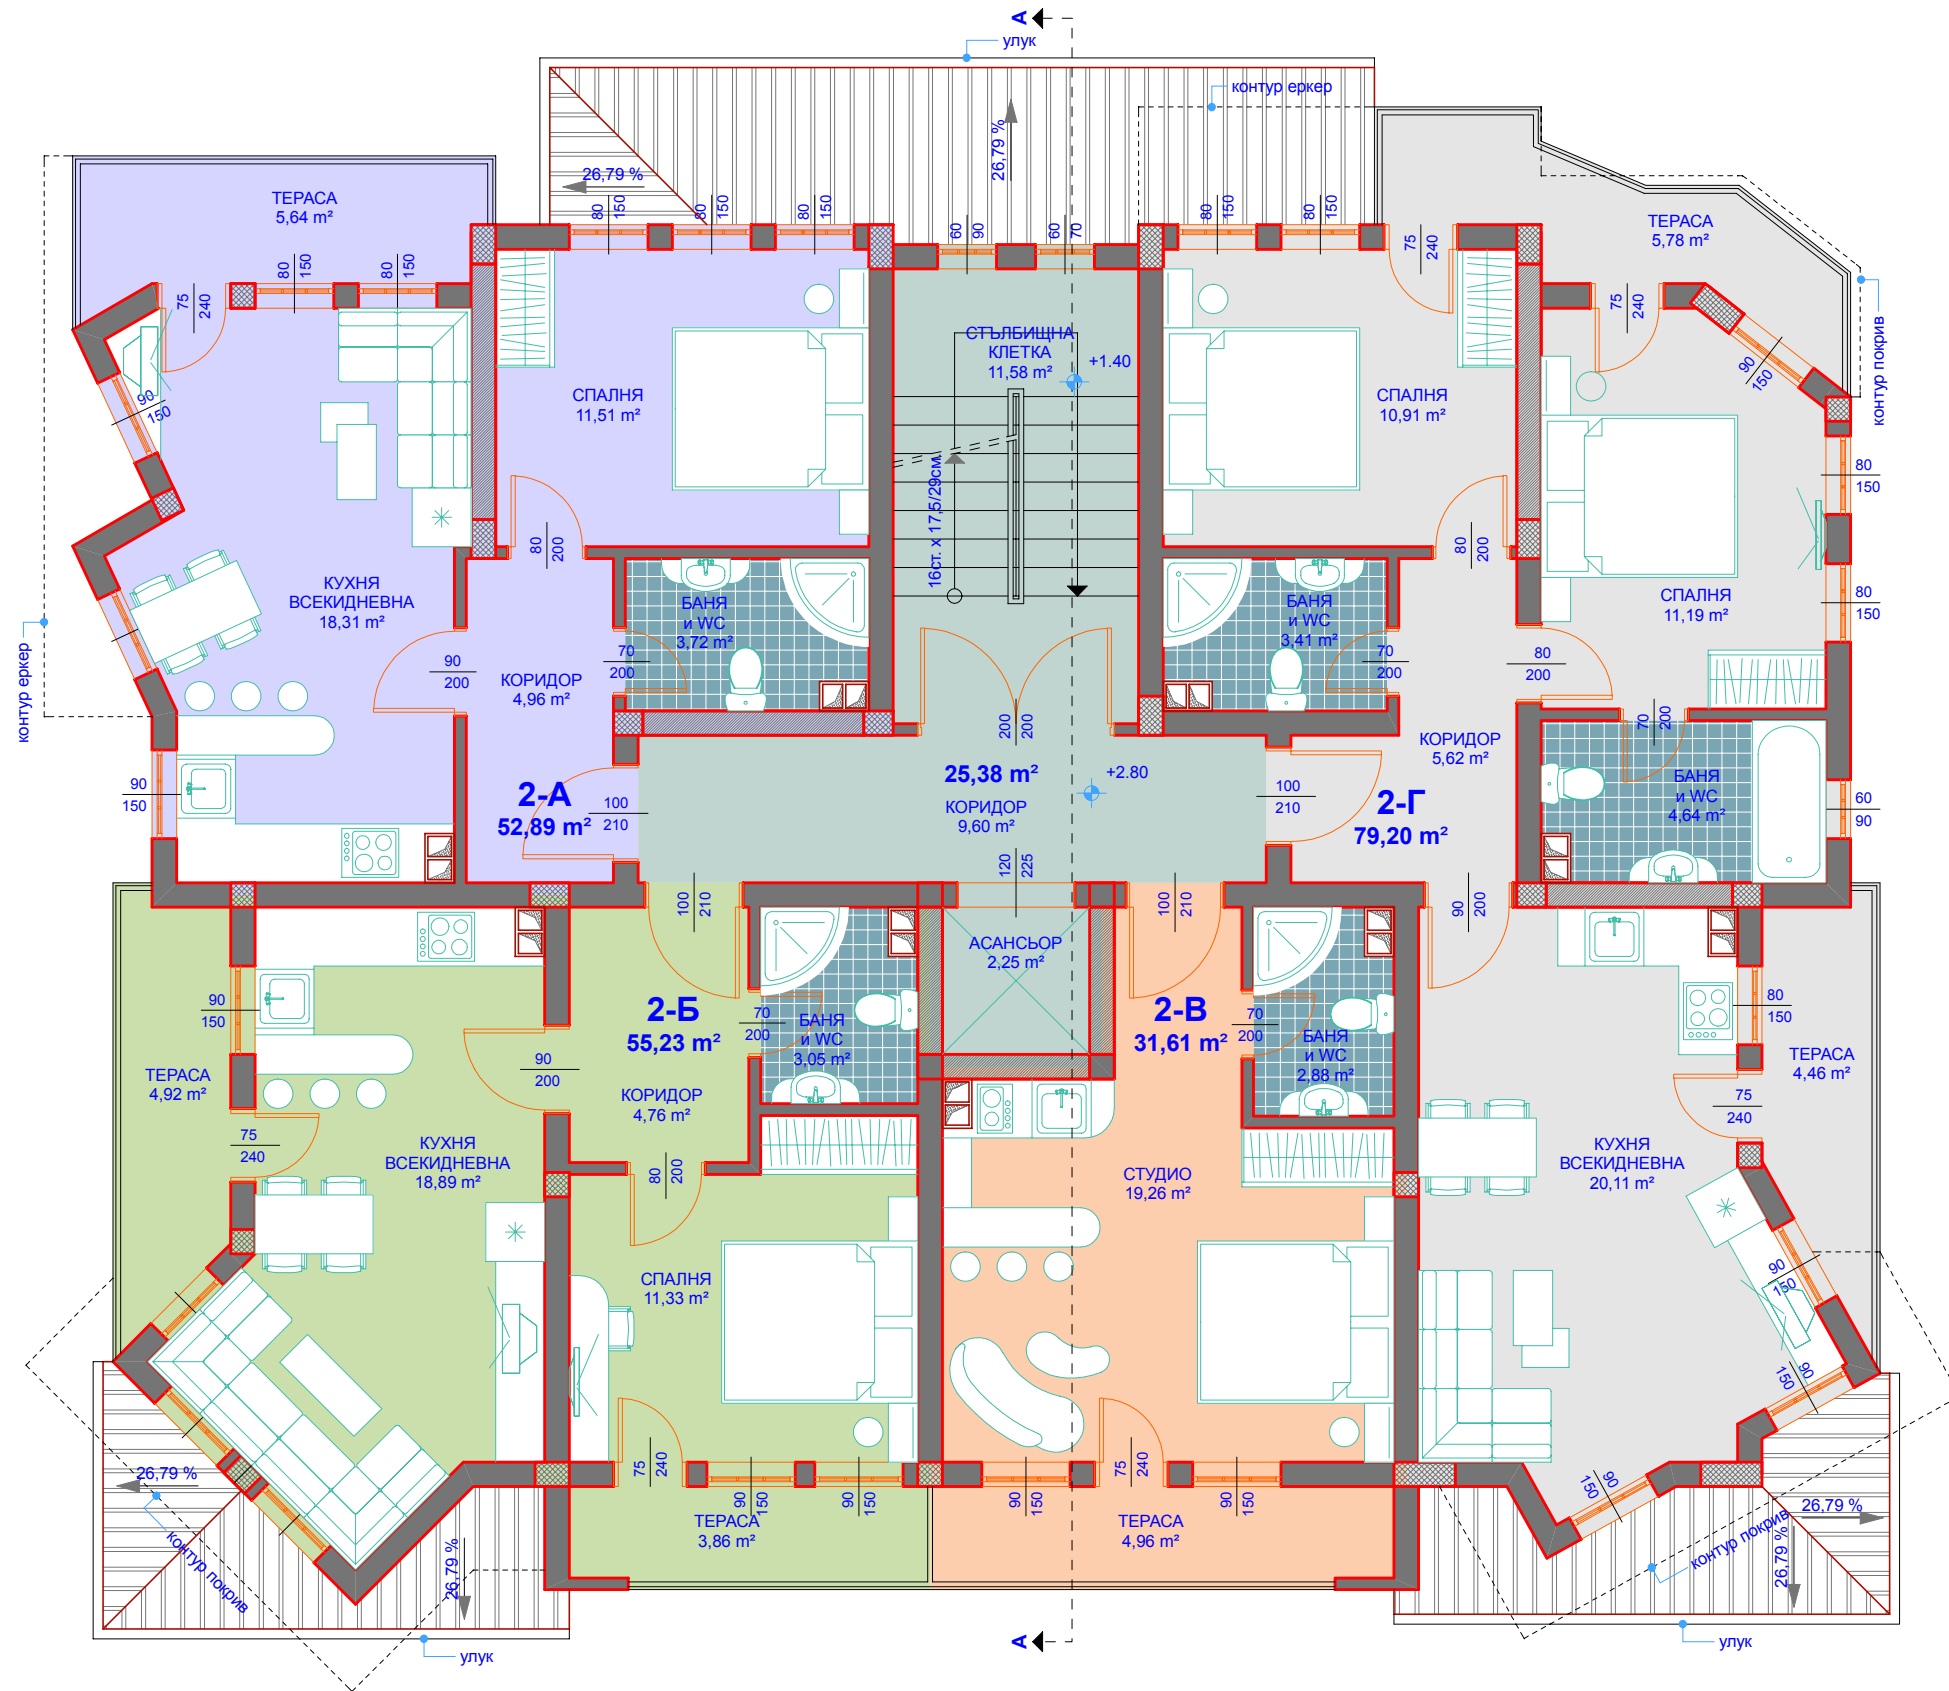 A
улук
контур еркер
26,79 %
26,79 %
ТЕРАСА
5,64 m²
80
150
80
150
80
150
60
90
60
70
80
150
80
150
75
240
ТЕРАСА
5,78 m²
контур покрив
75
240
80
150
80
150
75
240
90
150
90
150
СТЪЛБИЩНА
КЛЕТКА
11,58 m²
+1.40
16ст. x 17,5/29см.
СПАЛНЯ
11,51 m²
СПАЛНЯ
10,91 m²
80
150
80
200
80
200
КУХНЯ
ВСЕКИДНЕВНА
18,31 m²
БАНЯ
и WC
3,72 m²
БАНЯ
и WC
3,41 m²
СПАЛНЯ
11,19 m²
80
150
контур еркер
90
200
КОРИДОР
4,96 m²
70
200
70
200
80
200
200
200
70
200
КОРИДОР
5,62 m²
90
150
2-А
52,89 m²
100
210
25,38 m²
КОРИДОР
9,60 m²
+2.80
100
210
2-Г
79,20 m²
БАНЯ
и WC
4,64 m²
60
90
120
225
100
210
100
210
90
200
АСАНСЬОР
2,25 m²
90
150
2-Б
55,23 m²
70
200
БАНЯ
и WC
3,05 m²
2-В
31,61 m²
70
200
БАНЯ
и WC
2,88 m²
80
150
ТЕРАСА
4,92 m²
90
200
КОРИДОР
4,76 m²
ТЕРАСА
4,46 m²
75
240
75
240
КУХНЯ
ВСЕКИДНЕВНА
18,89 m²
80
200
СТУДИО
19,26 m²
КУХНЯ
ВСЕКИДНЕВНА
20,11 m²
СПАЛНЯ
11,33 m²
90
150
90
150
75
240
90
150
90
150
90
150
75
240
90
150
90
150
26,79 %
контур покрив
26,79 %
ТЕРАСА
3,86 m²
ТЕРАСА
4,96 m²
26,79 %
контур покрив
26,79 %
A
улук
улук